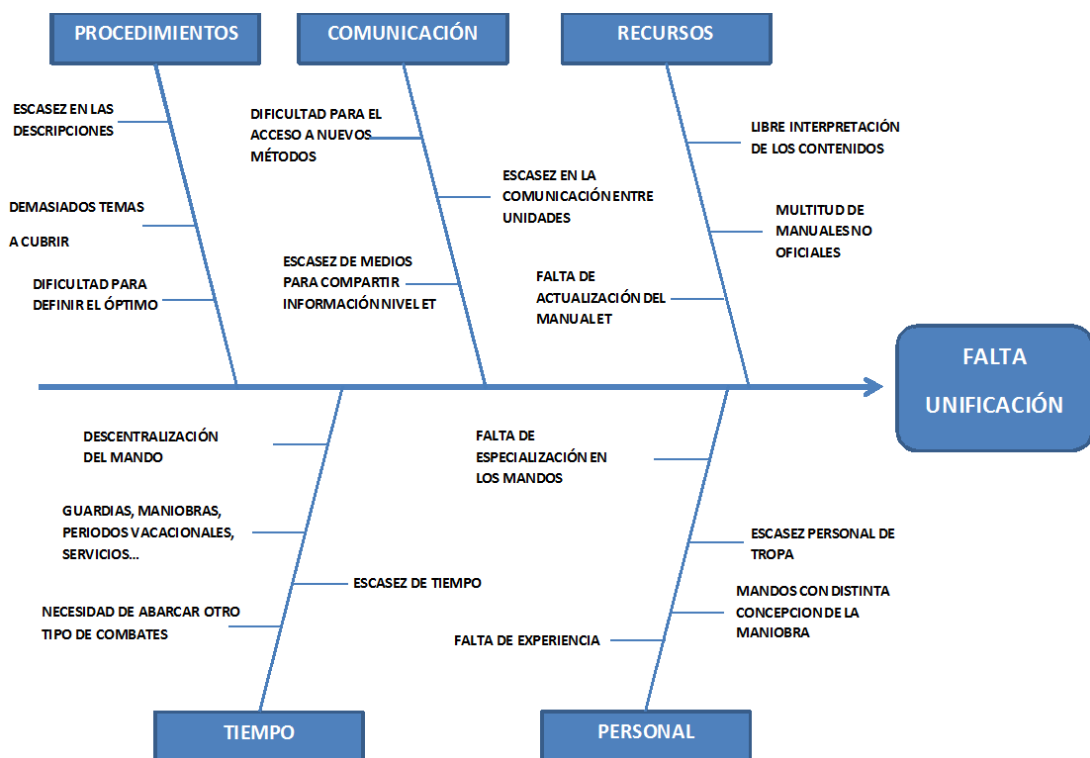 PROCEDIMIENTOS
COMUNICACIÓN
RECURSOS
ESCASEZ EN LAS
DESCRIPCIONES
DEMASIADOS TEMAS
A CUBRIR
DIFICULTAD PARA
DEFINIR EL ÓPTIMO
DIFICULTAD PARA EL
ACCESO A NUEVOS
MÉTODOS
ESCASEZ EN LA
COMUNICACIÓN ENTRE
UNIDADES
ESCASEZ DE MEDIOS
PARA COMPARTIR
INFORMACIÓN NIVEL ET
LIBRE INTERPRETACIÓN
DE LOS CONTENIDOS
MULTITUD DE
MANUALES NO
OFICIALES
FALTA DE
ACTUALIZACIÓN DEL
MANUAL ET
FALTA
UNIFICACIÓN
DESCENTRALIZACIÓN
DEL MANDO
GUARDIAS, MANIOBRAS,
PERIODOS VACACIONALES,
SERVICIOS...
ESCASEZ DE TIEMPO
NECESIDAD DE ABARCAR OTRO
TIPO DE COMBATES
FALTA DE
ESPECIALIZACIÓN EN
LOS MANDOS
ESCASEZ PERSONAL DE
TROPA
MANDOS CON DISTINTA
CONCEPCION DE LA
MANIOBRA
FALTA DE EXPERIENCIA
TIEMPO
PERSONAL